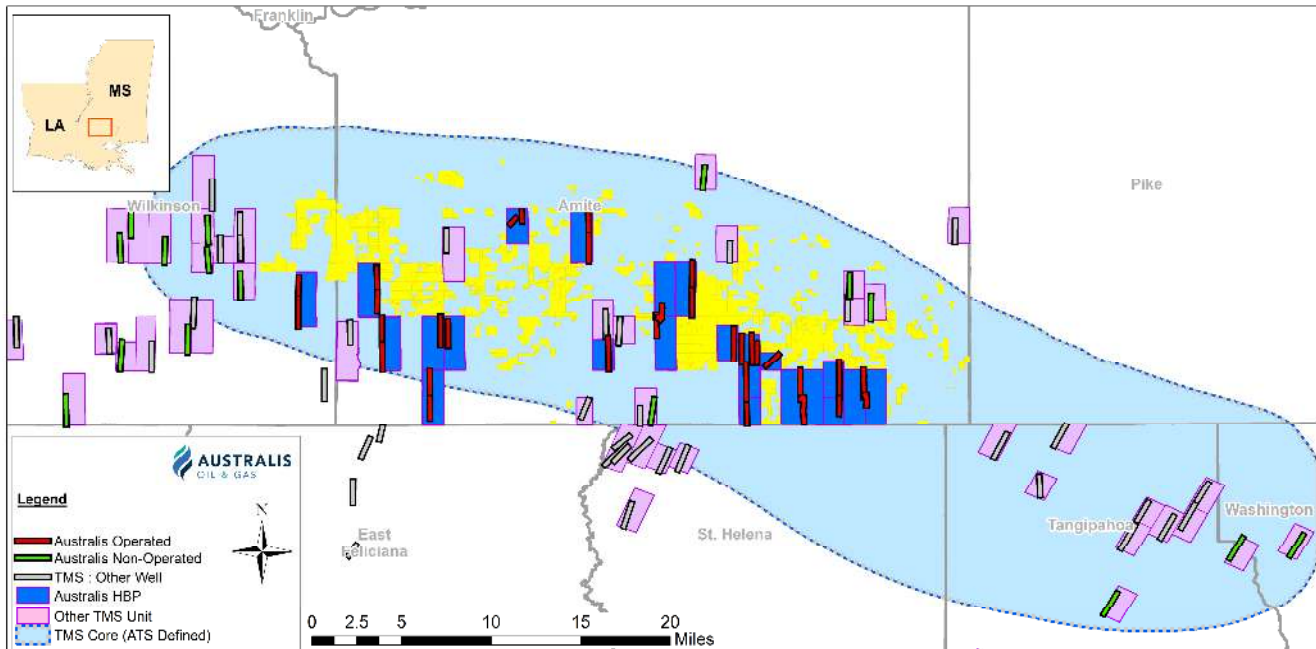 Franklin
MS
LA
Wilkinson
Amite
Pike
AUSTRALIS
OIL & GAS
Legend
N
Australis Operated
Australis Non-Operated
TMS : Other Well
Australis HBP
Other TMS Unit
TMS Core (ATS Defined)
East
Feliciana
St. Helena
Tangipahoa
Washington
0 2.5 5 10 15 20
Miles